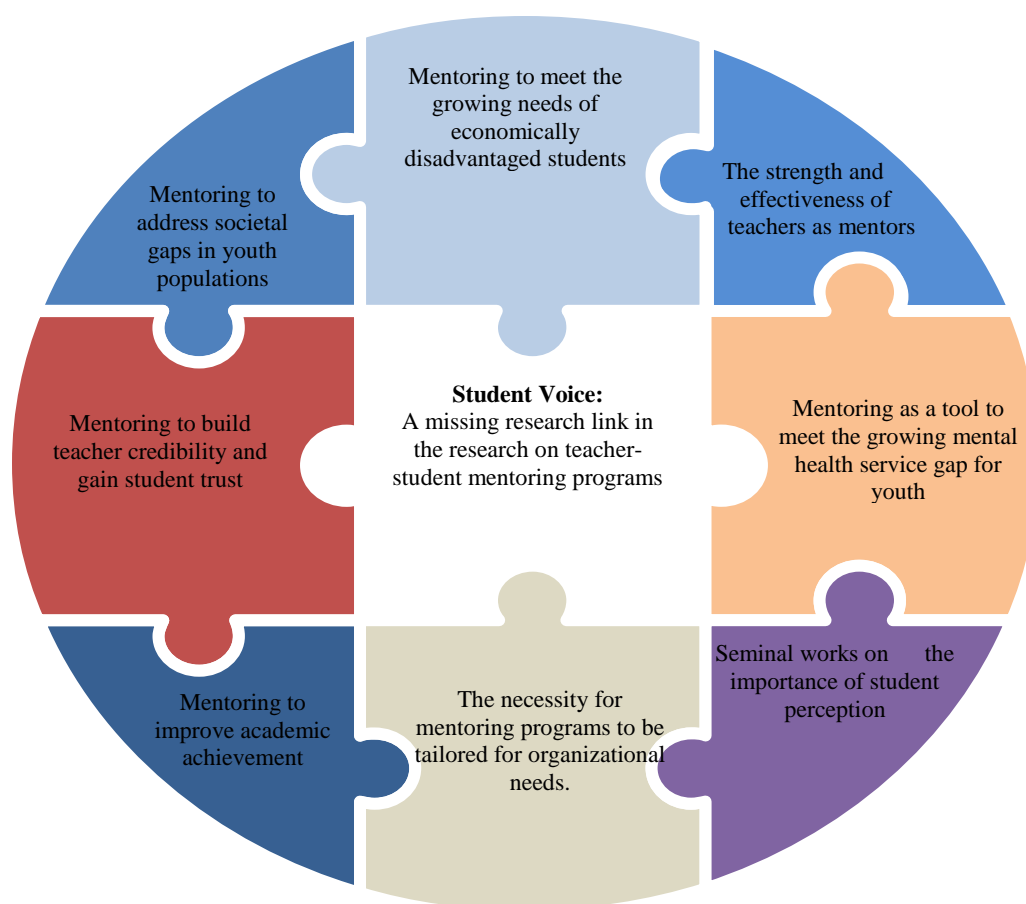 Mentoring to meet the
growing needs of
economically
disadvantaged students
The strength and
effectiveness of
teachers as mentors
Mentoring to
address societal
gaps in youth
populations
Student Voice:
A missing research link in
the research on teacher-
student mentoring programs
Mentoring to build
teacher credibility and
gain student trust
Mentoring as a tool to
meet the growing mental
health service gap for
youth
Mentoring to
improve academic
achievement
The necessity for
mentoring programs to be
tailored for organizational
needs.
Seminal works on the
importance of student
perception